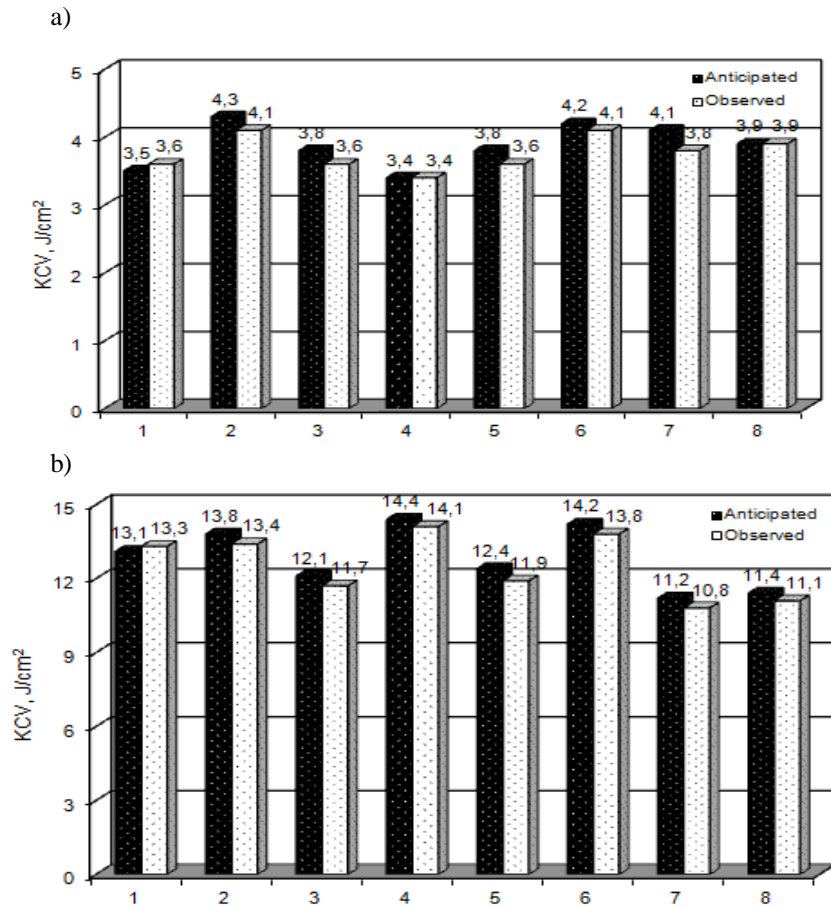 a)
5
4
3
2
1
0
KCV, J/cm²
Anticipated
Observed
3,5 3,6
4,3 4,1
3,8 3,6
3,4 3,4
3,8 3,6
4,2 4,1
4,1 3,8
3,9 3,9
1 2 3 4 5 6 7 8
b)
15
12
9
6
3
0
KCV, J/cm²
Anticipated
Observed
13,1 13,3
13,8 13,4
12,1 11,7
14,4 14,1
12,4 11,9
14,2 13,8
11,2 10,8
11,4 11,1
1 2 3 4 5 6 7 8